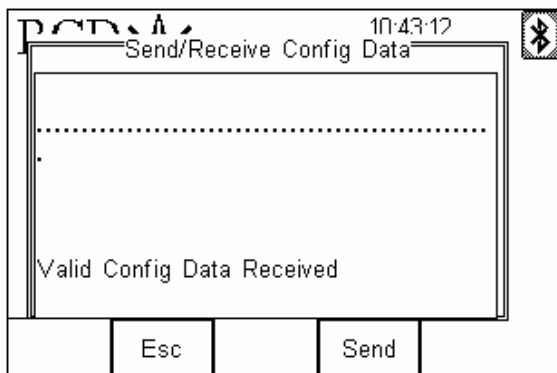 10:43:12
Send/Receive Config Data
................................................
.
Valid Config Data Received
Esc
Send